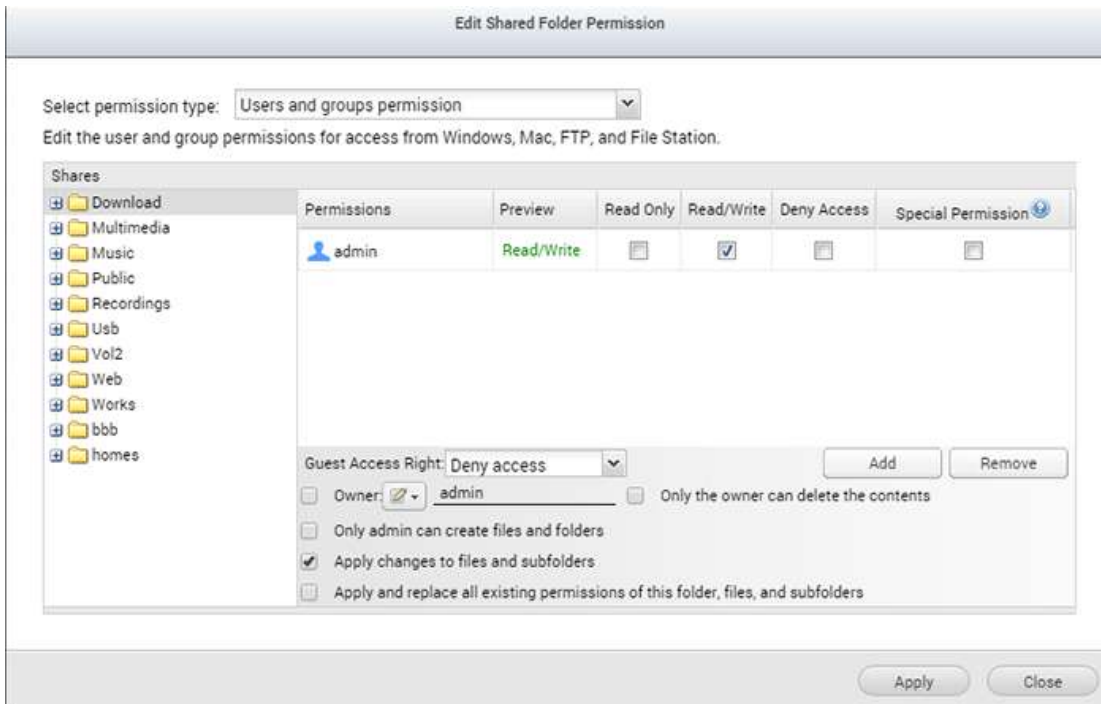 Edit Shared Folder Permission
Select permission type: Users and groups permission
Edit the user and group permissions for access from Windows, Mac, FTP, and File Station.
Shares
Download
Multimedia
Music
Public
Recordings
Usb
Vol2
Web
Works
bbb
homes
Permissions Preview Read Only Read/Write Deny Access Special Permission
admin Read/Write
Guest Access Right: Deny access Add Remove
Owner: admin Only the owner can delete the contents
Only admin can create files and folders
Apply changes to files and subfolders
Apply and replace all existing permissions of this folder, files, and subfolders
Apply Close